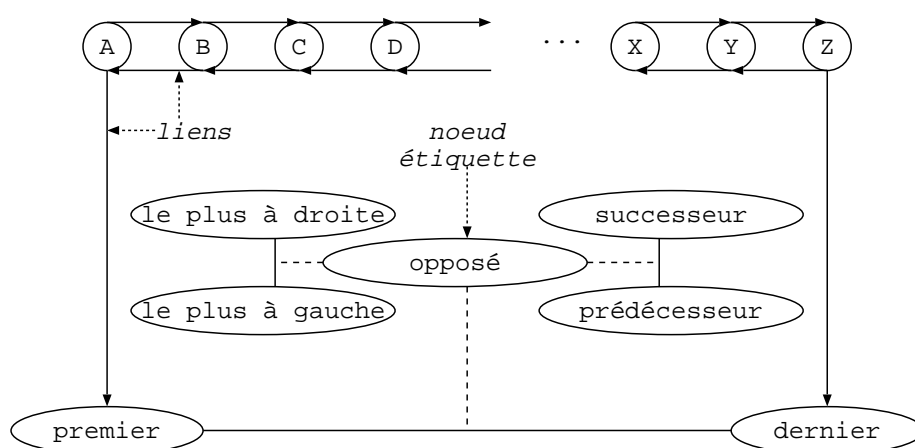 A B C D ... X Y Z
liens
noeud
étiquette
le plus à droite
successeur
opposé
le plus à gauche
prédécesseur
premier
dernier